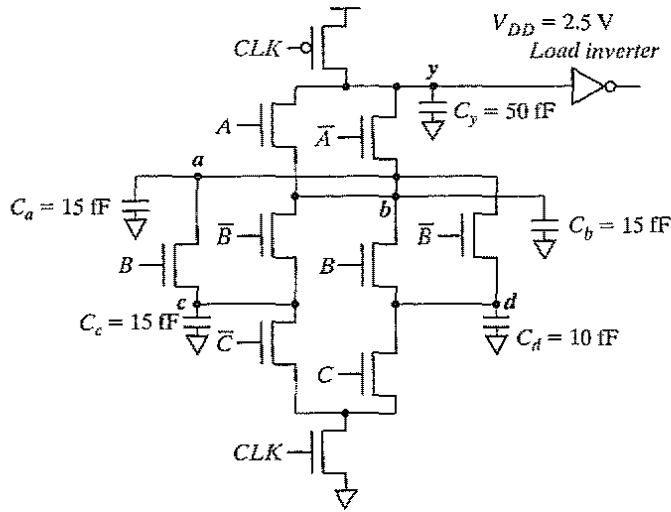 V_DD = 2.5 V
Load inverter
CLK
y
C_y = 50 fF
A
A̅
a
C_a = 15 fF
b
B̅
B̅
C_b = 15 fF
B
B
c
d
C_c = 15 fF
C̅
C_d = 10 fF
C
CLK